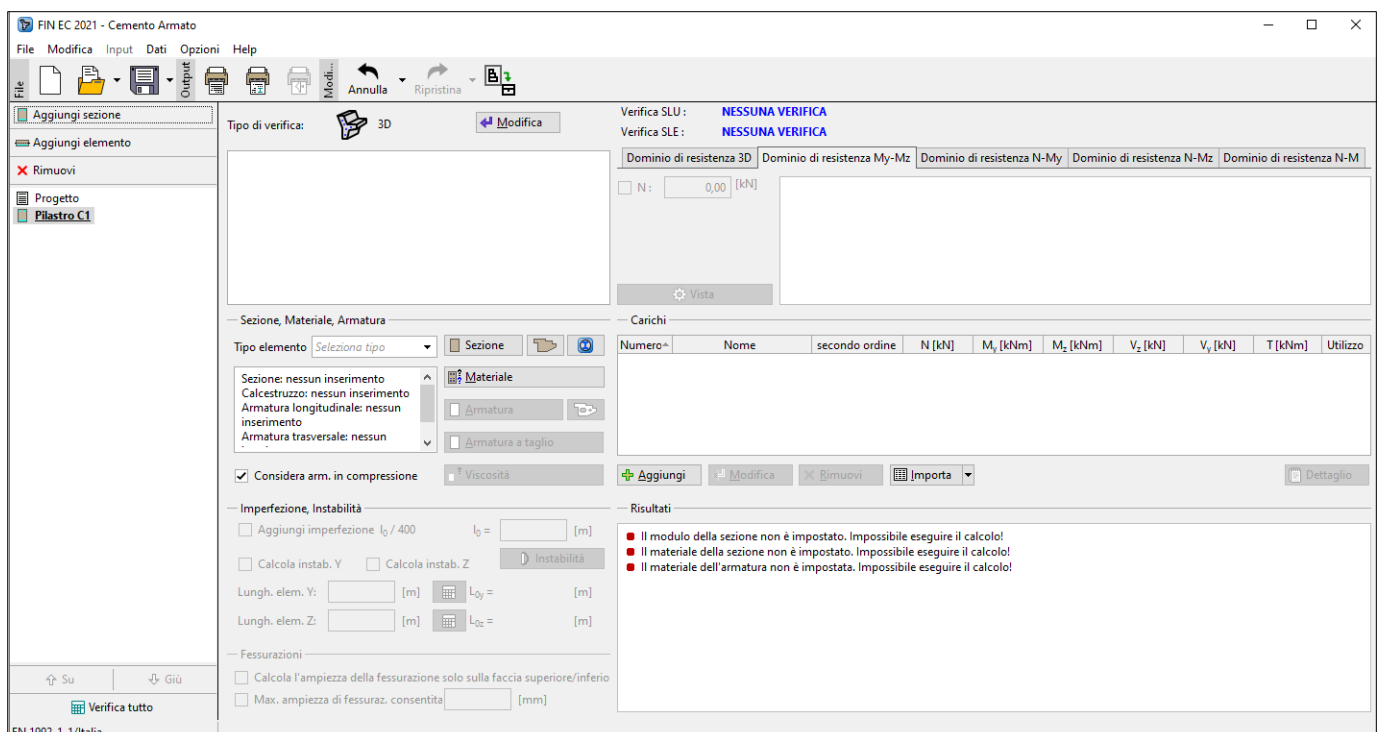 FIN EC 2021 - Cemento Armato
File Modifica Input Dati Opzioni Help
File
Output
Modi...
Annulla
Ripristina
Aggiungi sezione
Aggiungi elemento
Rimuovi
Progetto
Pilastro C1
Su
Giù
Verifica tutto
EN 1992-1-1/Italia
Tipo di verifica:
3D
Modifica
Sezione, Materiale, Armatura
Tipo elemento
Seleziona tipo
Sezione
Sezione: nessun inserimento
Calcestruzzo: nessun inserimento
Armatura longitudinale: nessun
inserimento
Armatura trasversale: nessun
Materiale
Armatura
Armatura a taglio
Considera arm. in compressione
Viscosità
Imperfezione, Instabilità
Aggiungi imperfezione l0 / 400
l0 =
[m]
Calcola instab. Y
Calcola instab. Z
Instabilità
Lungh. elem. Y:
[m]
L0y =
[m]
Lungh. elem. Z:
[m]
L0z =
[m]
Fessurazioni
Calcola l'ampiezza della fessurazione solo sulla faccia superiore/inferio
Max. ampiezza di fessuraz. consentita
[mm]
Verifica SLU : NESSUNA VERIFICA
Verifica SLE : NESSUNA VERIFICA
Dominio di resistenza 3D
Dominio di resistenza My-Mz
Dominio di resistenza N-My
Dominio di resistenza N-Mz
Dominio di resistenza N-M
N :
0,00
[kN]
Vista
Carichi
Numero Nome secondo ordine N [kN] My [kNm] Mz [kNm] Vz [kN] Vy [kN] T [kNm] Utilizzo
Aggiungi
Modifica
Rimuovi
Importa
Dettaglio
Risultati
Il modulo della sezione non è impostato. Impossibile eseguire il calcolo!
Il materiale della sezione non è impostato. Impossibile eseguire il calcolo!
Il materiale dell'armatura non è impostata. Impossibile eseguire il calcolo!